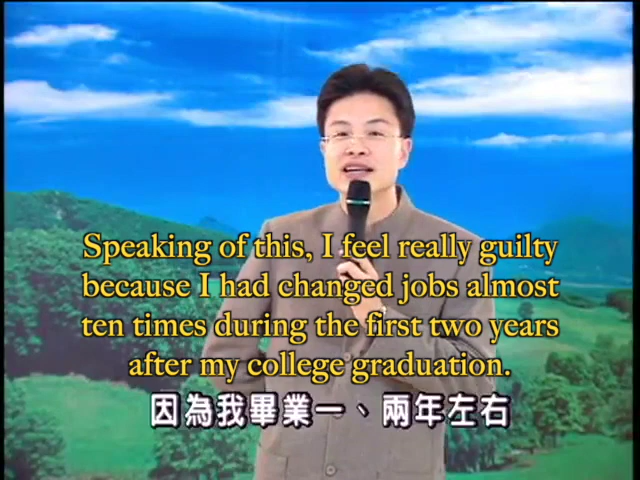 Speaking of this, I feel really guilty
because I had changed jobs almost
ten times during the first two years
after my college graduation.
因為我畢業一、兩年左右